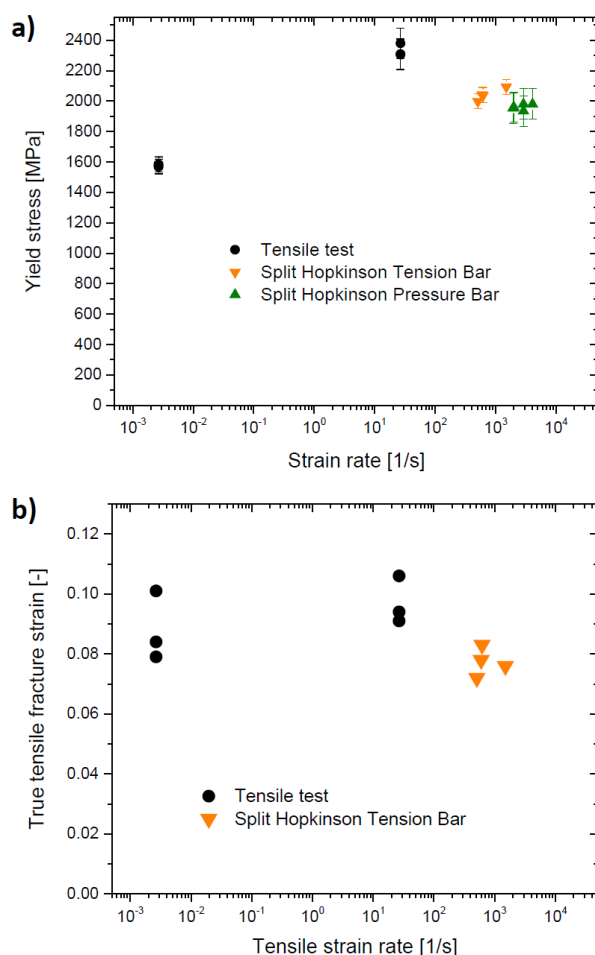 a)
2400
2200
2000
1800
1600
1400
1200
1000
800
600
400
200
0
Yield stress [MPa]
Tensile test
Split Hopkinson Tension Bar
Split Hopkinson Pressure Bar
10⁻³ 10⁻² 10⁻¹ 10⁰ 10¹ 10² 10³ 10⁴
Strain rate [1/s]
b)
0.12
0.10
0.08
0.06
0.04
0.02
0.00
True tensile fracture strain [-]
Tensile test
Split Hopkinson Tension Bar
10⁻³ 10⁻² 10⁻¹ 10⁰ 10¹ 10² 10³ 10⁴
Tensile strain rate [1/s]